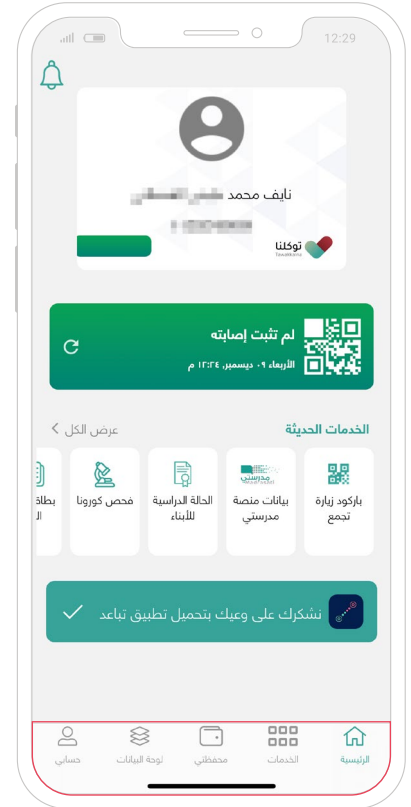 12:29
نايف محمد
توكلنا
Tawakkalna
لم تثبت إصابته
الأربعاء ٠٩ ديسمبر, ١٢:٢٤ م
الخدمات الحديثة
عرض الكل
باركود زيارة تجمع
بيانات منصة مدرستي
الحالة الدراسية للأبناء
فحص كورونا
نشكرك على وعيك بتحميل تطبيق تباعد
الرئيسية
الخدمات
محفظتي
لوحة البيانات
حسابي